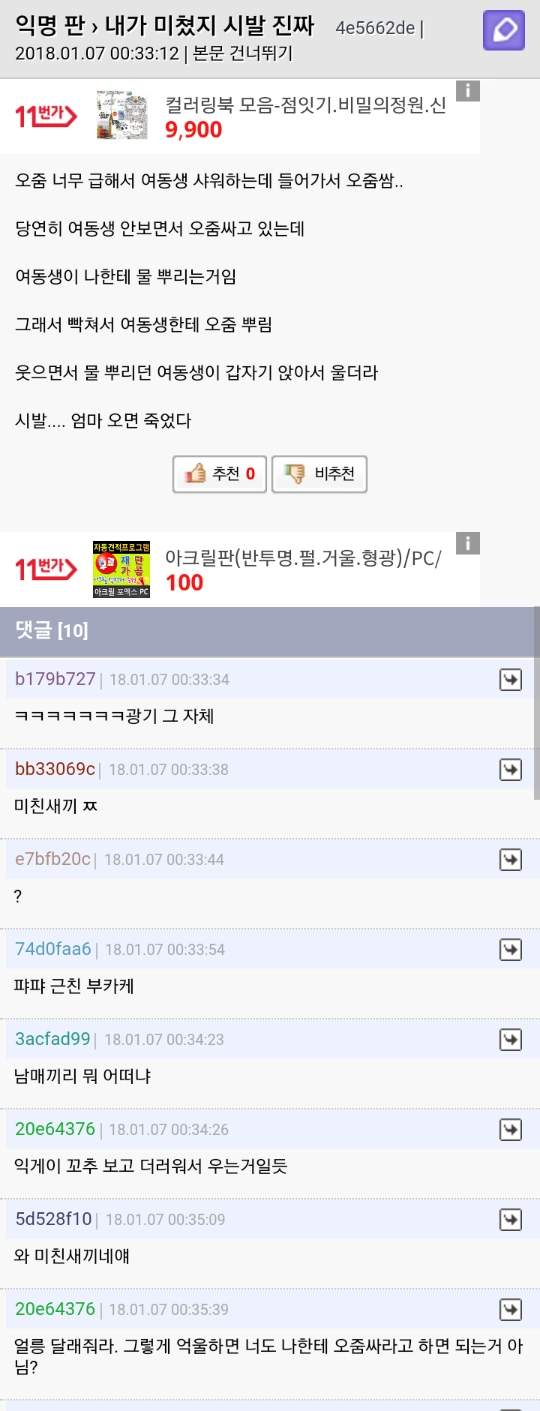 익명 판 › 내가 미쳤지 시발 진짜 4e5662de |
2018.01.07 00:33:12 | 본문 건너뛰기
11번가
컬러링북 모음-점잇기.비밀의정원.신
9,900
i
오줌 너무 급해서 여동생 샤워하는데 들어가서 오줌쌈..
당연히 여동생 안보면서 오줌싸고 있는데
여동생이 나한테 물 뿌리는거임
그래서 빡쳐서 여동생한테 오줌 뿌림
웃으면서 물 뿌리던 여동생이 갑자기 앉아서 울더라
시발.... 엄마 오면 죽었다
추천 0 비추천
11번가
자동견적프로그램
아크릴 포맥스 PC
아크릴판(반투명.펄.거울.형광)/PC/
100
i
댓글 [10]
b179b727 | 18.01.07 00:33:34
ㅋㅋㅋㅋㅋㅋㅋ광기 그 자체
bb33069c | 18.01.07 00:33:38
미친새끼 ㅉ
e7bfb20c | 18.01.07 00:33:44
?
74d0faa6 | 18.01.07 00:33:54
퍄퍄 근친 부카케
3acfad99 | 18.01.07 00:34:23
남매끼리 뭐 어떠냐
20e64376 | 18.01.07 00:34:26
익게이 꼬추 보고 더러워서 우는거일듯
5d528f10 | 18.01.07 00:35:09
와 미친새끼네얘
20e64376 | 18.01.07 00:35:39
얼릉 달래줘라. 그렇게 억울하면 너도 나한테 오줌싸라고 하면 되는거 아
님?